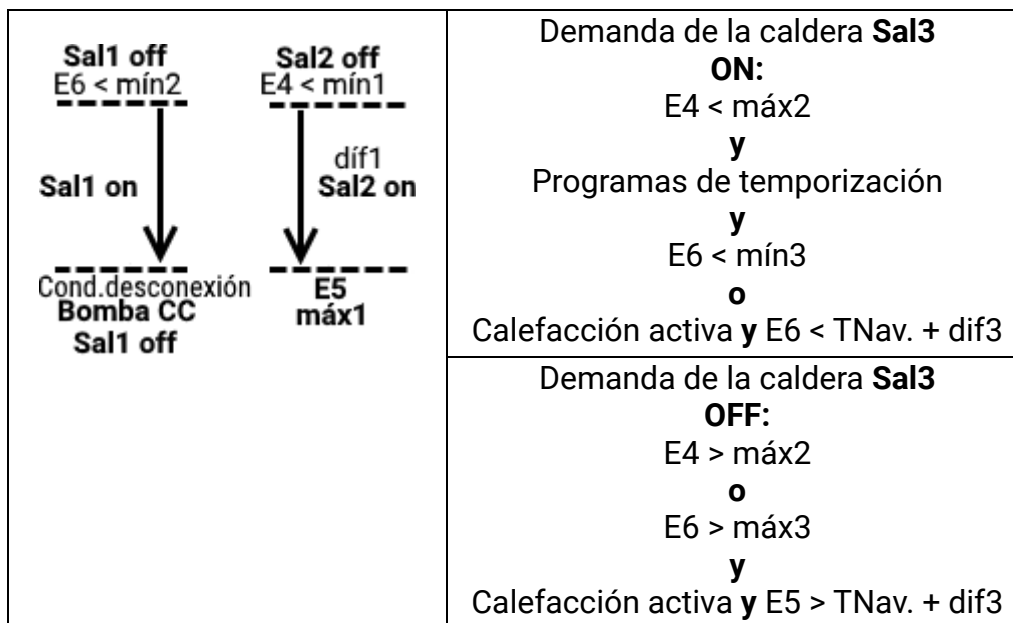 Sal1 off
E6 < mín2
Sal1 on
Cond.desconexión
Bomba CC
Sal1 off
Sal2 off
E4 < mín1
díf1
Sal2 on
E5
máx1
Demanda de la caldera Sal3
ON:
E4 < máx2
y
Programas de temporización
y
E6 < mín3
o
Calefacción activa y E6 < TNav. + dif3
Demanda de la caldera Sal3
OFF:
E4 > máx2
o
E6 > máx3
y
Calefacción activa y E5 > TNav. + dif3